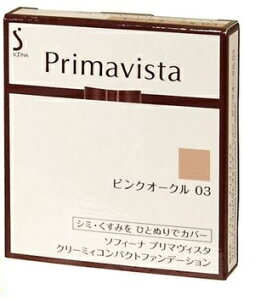 S
SOFINA
Primavista
ピンクオークル 03
シミ・くすみを ひとぬりでカバー
ソフィーナ プリマヴィスタ
クリーミィコンパクトファンデーション